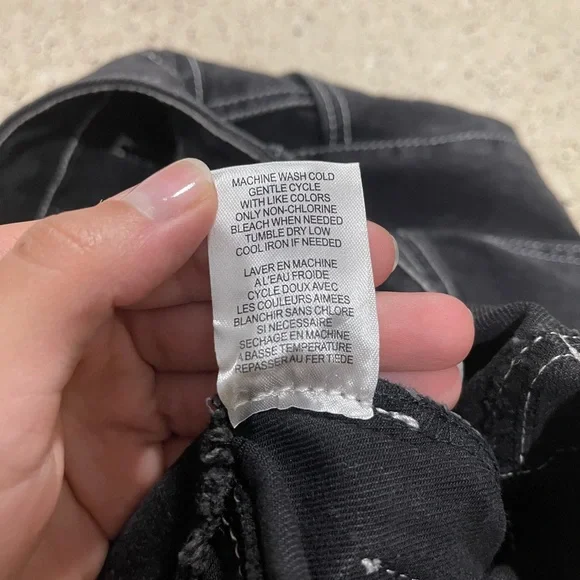 MACHINE WASH COLD
GENTLE CYCLE
WITH LIKE COLORS
ONLY NON-CHLORINE
BLEACH WHEN NEEDED
TUMBLE DRY LOW
COOL IRON IF NEEDED
LAVER EN MACHINE
A L'EAU FROIDE
CYCLE DOUX AVEC
LES COULEURS AIMEES
BLANCHIR SANS CHLORE
SI NECESSAIRE
SECHAGE EN MACHINE
A BASSE TEMPERATURE
REPASSER AU FER TIEDE